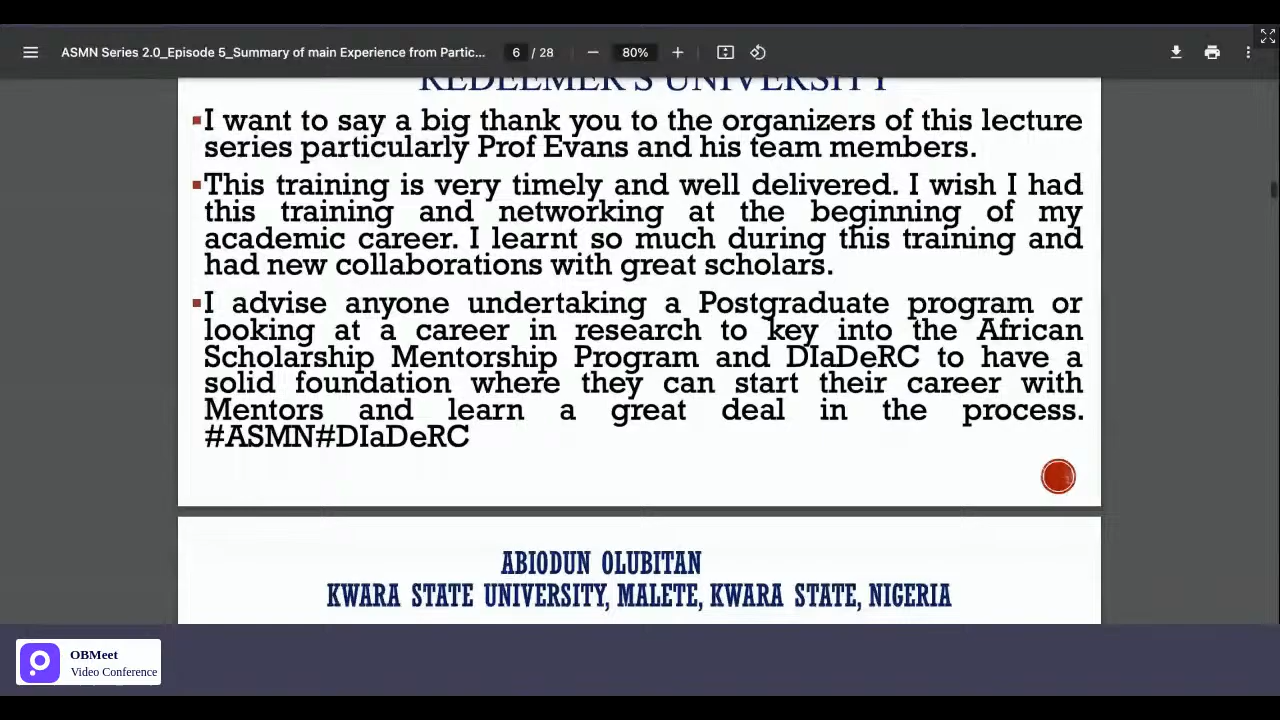 ASMN Series 2.0_Episode 5_Summary of main Experience from Partic...
6 / 28
80%
REDEEMER'S UNIVERSITY
I want to say a big thank you to the organizers of this lecture
series particularly Prof Evans and his team members.
This training is very timely and well delivered. I wish I had
this training and networking at the beginning of my
academic career. I learnt so much during this training and
had new collaborations with great scholars.
I advise anyone undertaking a Postgraduate program or
looking at a career in research to key into the African
Scholarship Mentorship Program and DIaDeRC to have a
solid foundation where they can start their career with
Mentors and learn a great deal in the process.
#ASMN#DIaDeRC
ABIODUN OLUBITAN
KWARA STATE UNIVERSITY, MALETE, KWARA STATE, NIGERIA
OBMeet
Video Conference